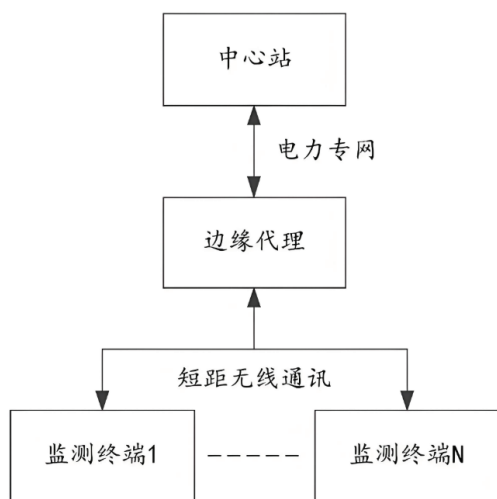 中心站
电力专网
边缘代理
短距无线通讯
监测终端1
监测终端N